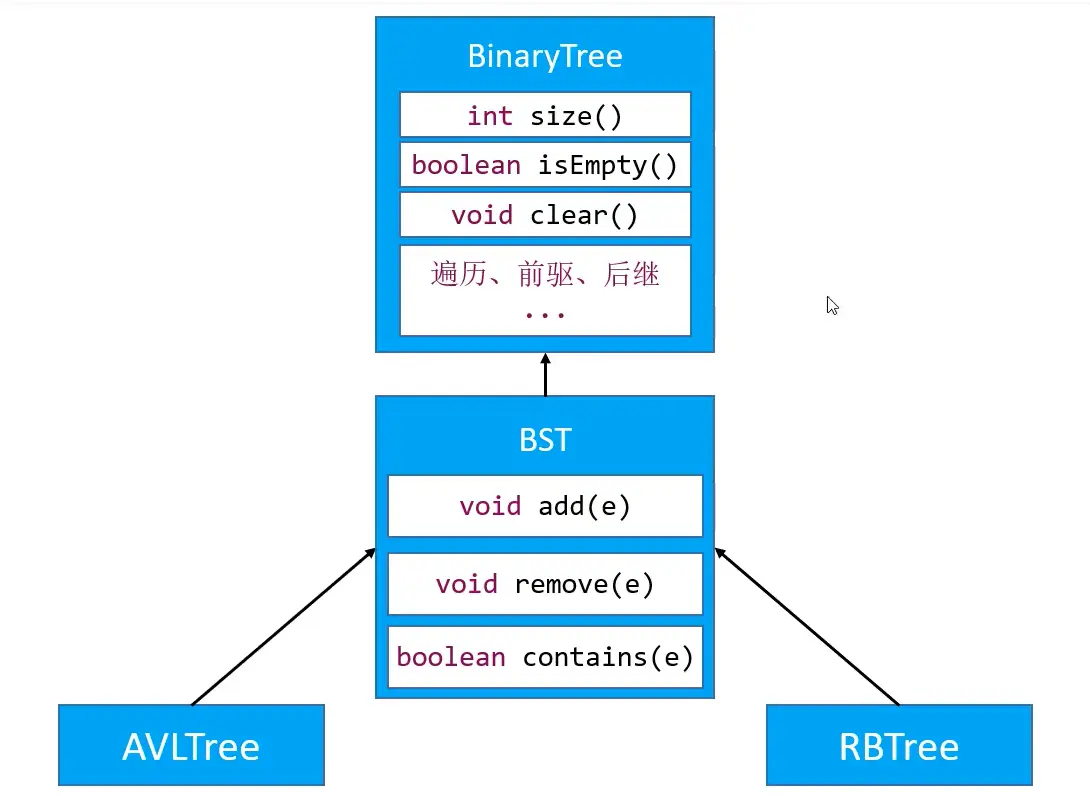 BinaryTree
int size()
boolean isEmpty()
void clear()
遍历、前驱、后继
...
BST
void add(e)
void remove(e)
boolean contains(e)
AVLTree
RBTree